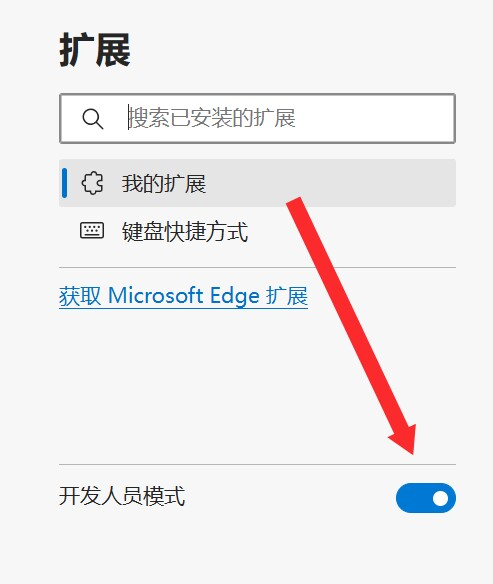 扩展
搜索已安装的扩展
我的扩展
键盘快捷方式
获取 Microsoft Edge 扩展
开发人员模式